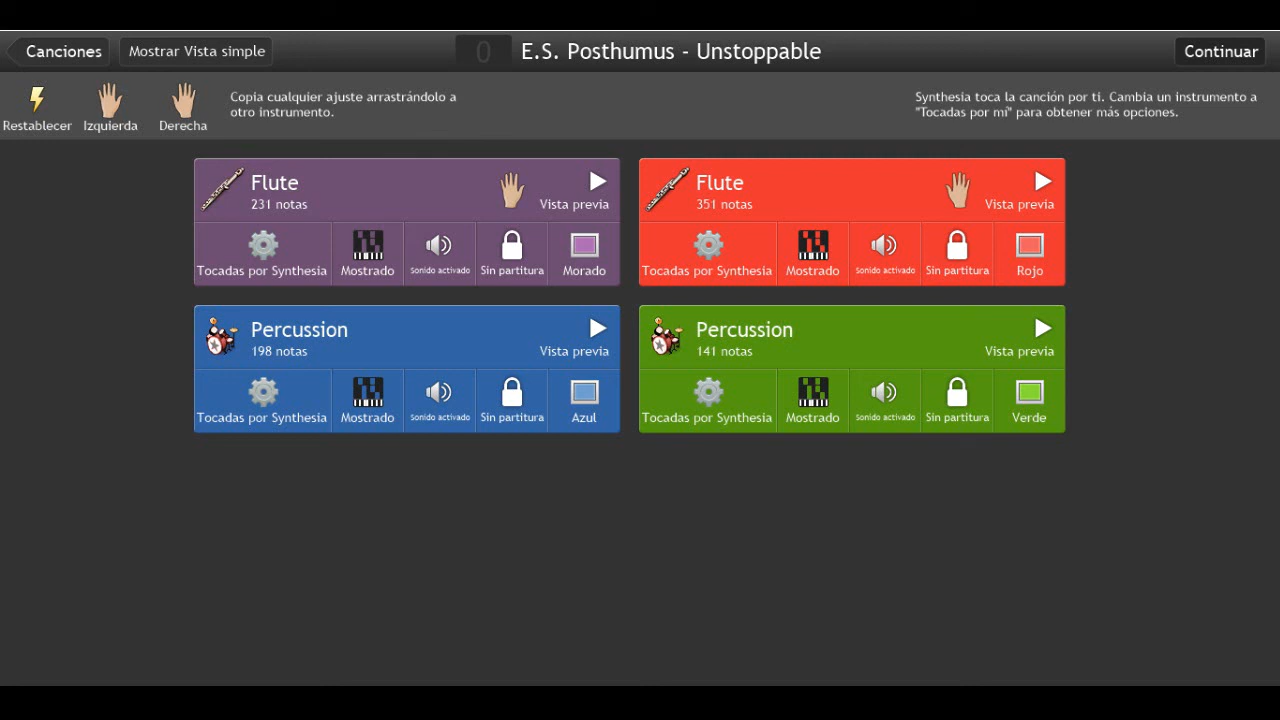 Canciones
Mostrar Vista simple
0
E.S. Posthumus - Unstoppable
Continuar
Restablecer
Izquierda
Derecha
Copia cualquier ajuste arrastrándolo a
otro instrumento.
Synthesia toca la canción por ti. Cambia un instrumento a
"Tocadas por mí" para obtener más opciones.
Flute
231 notas
Vista previa
Tocadas por Synthesia
Mostrado
Sonido activado
Sin partitura
Morado
Flute
351 notas
Vista previa
Tocadas por Synthesia
Mostrado
Sonido activado
Sin partitura
Rojo
Percussion
198 notas
Vista previa
Tocadas por Synthesia
Mostrado
Sonido activado
Sin partitura
Azul
Percussion
141 notas
Vista previa
Tocadas por Synthesia
Mostrado
Sonido activado
Sin partitura
Verde